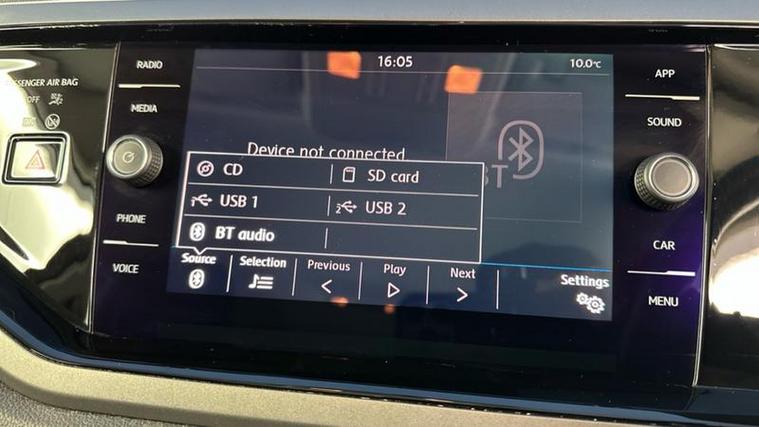 RADIO
16:05
10.0°C
APP
PASSENGER AIR BAG
OFF
MEDIA
SOUND
Device not connected
BT
CD
SD card
USB 1
USB 2
BT audio
PHONE
VOICE
CAR
MENU
Source
Selection
Previous
Play
Next
Settings